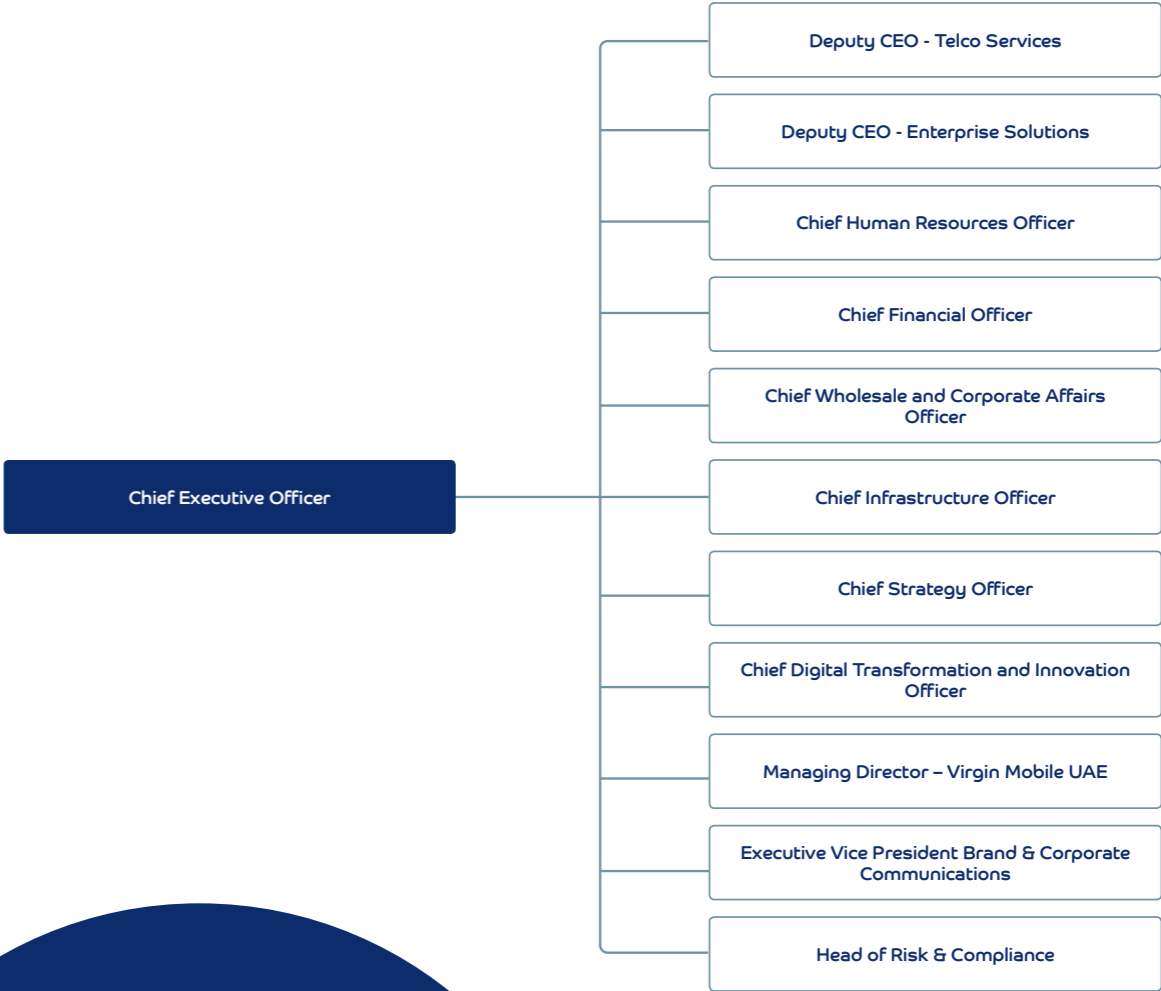 Deputy CEO - Telco Services
Deputy CEO - Enterprise Solutions
Chief Human Resources Officer
Chief Financial Officer
Chief Wholesale and Corporate Affairs
Officer
Chief Executive Officer
Chief Infrastructure Officer
Chief Strategy Officer
Chief Digital Transformation and Innovation
Officer
Managing Director – Virgin Mobile UAE
Executive Vice President Brand & Corporate
Communications
Head of Risk & Compliance